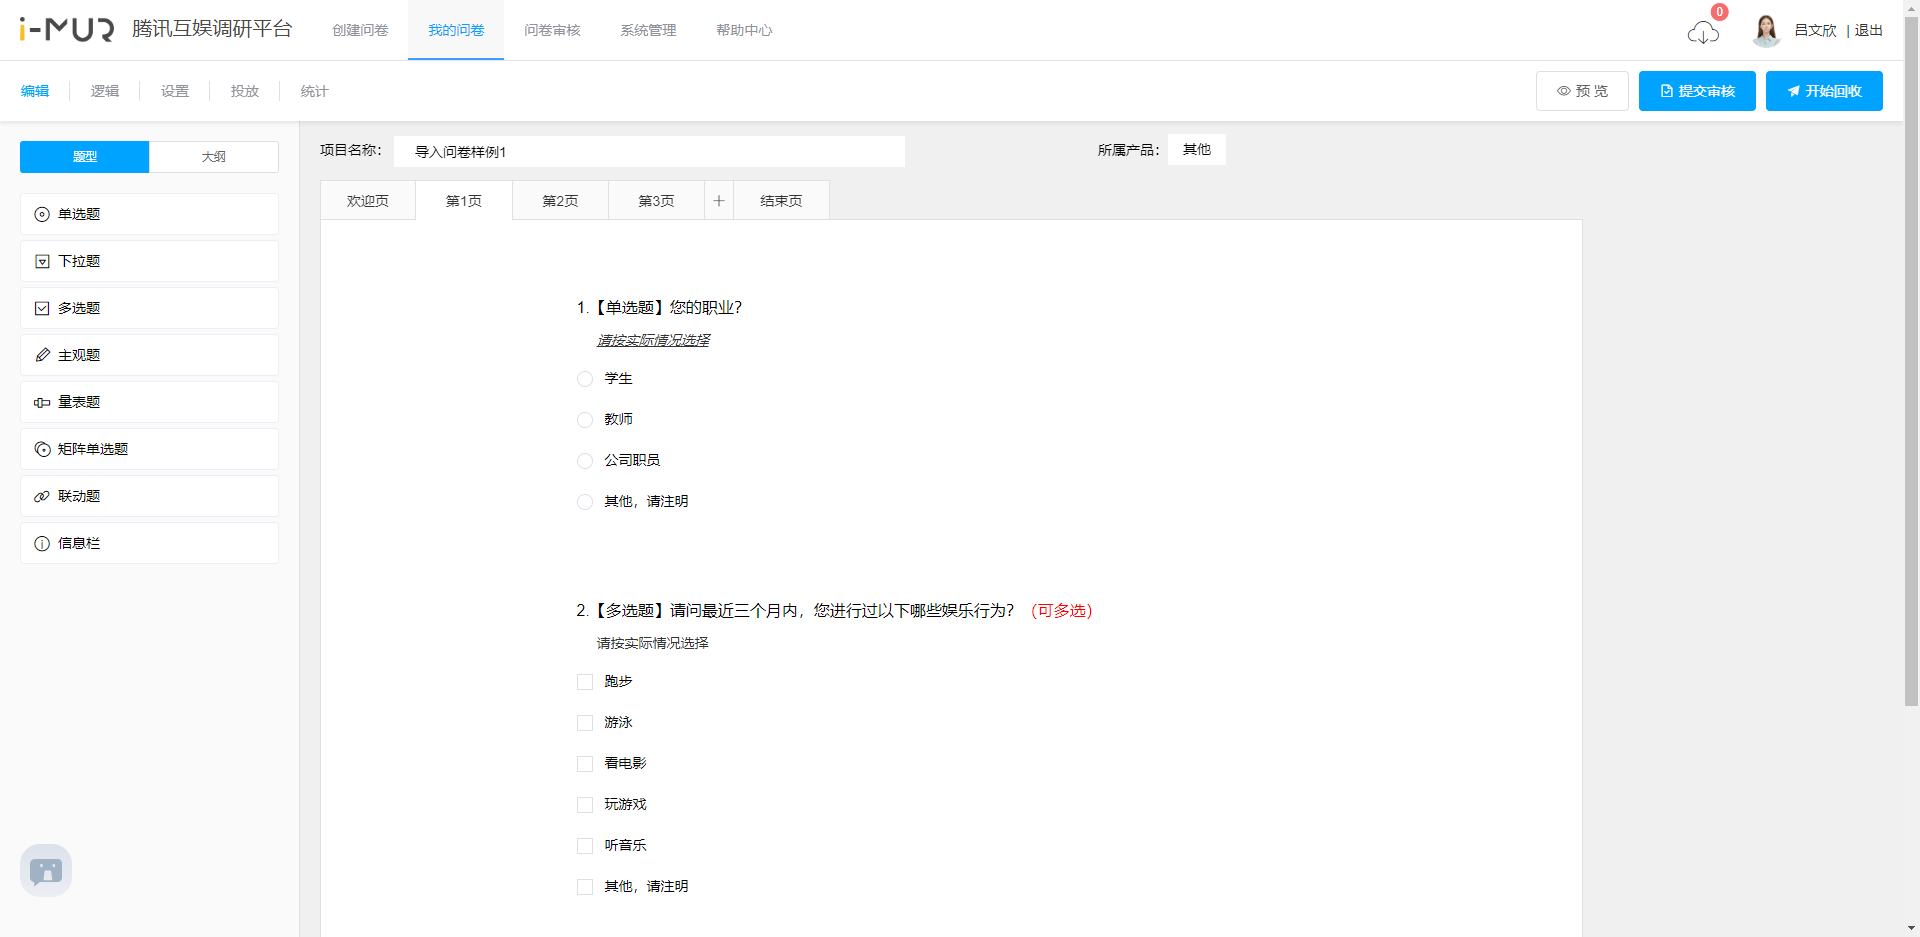 i-MUR 腾讯互娱调研平台 创建问卷 我的问卷 问卷审核 系统管理 帮助中心 0 吕文欣 | 退出
编辑 逻辑 设置 投放 统计 预 览 提交审核 开始回收
题型 大纲
单选题
下拉题
多选题
主观题
量表题
矩阵单选题
联动题
信息栏
项目名称: 导入问卷样例1 所属产品: 其他
欢迎页 第1页 第2页 第3页 + 结束页
1.【单选题】您的职业?
请按实际情况选择
学生
教师
公司职员
其他，请注明
2.【多选题】请问最近三个月内，您进行过以下哪些娱乐行为? （可多选）
请按实际情况选择
跑步
游泳
看电影
玩游戏
听音乐
其他，请注明